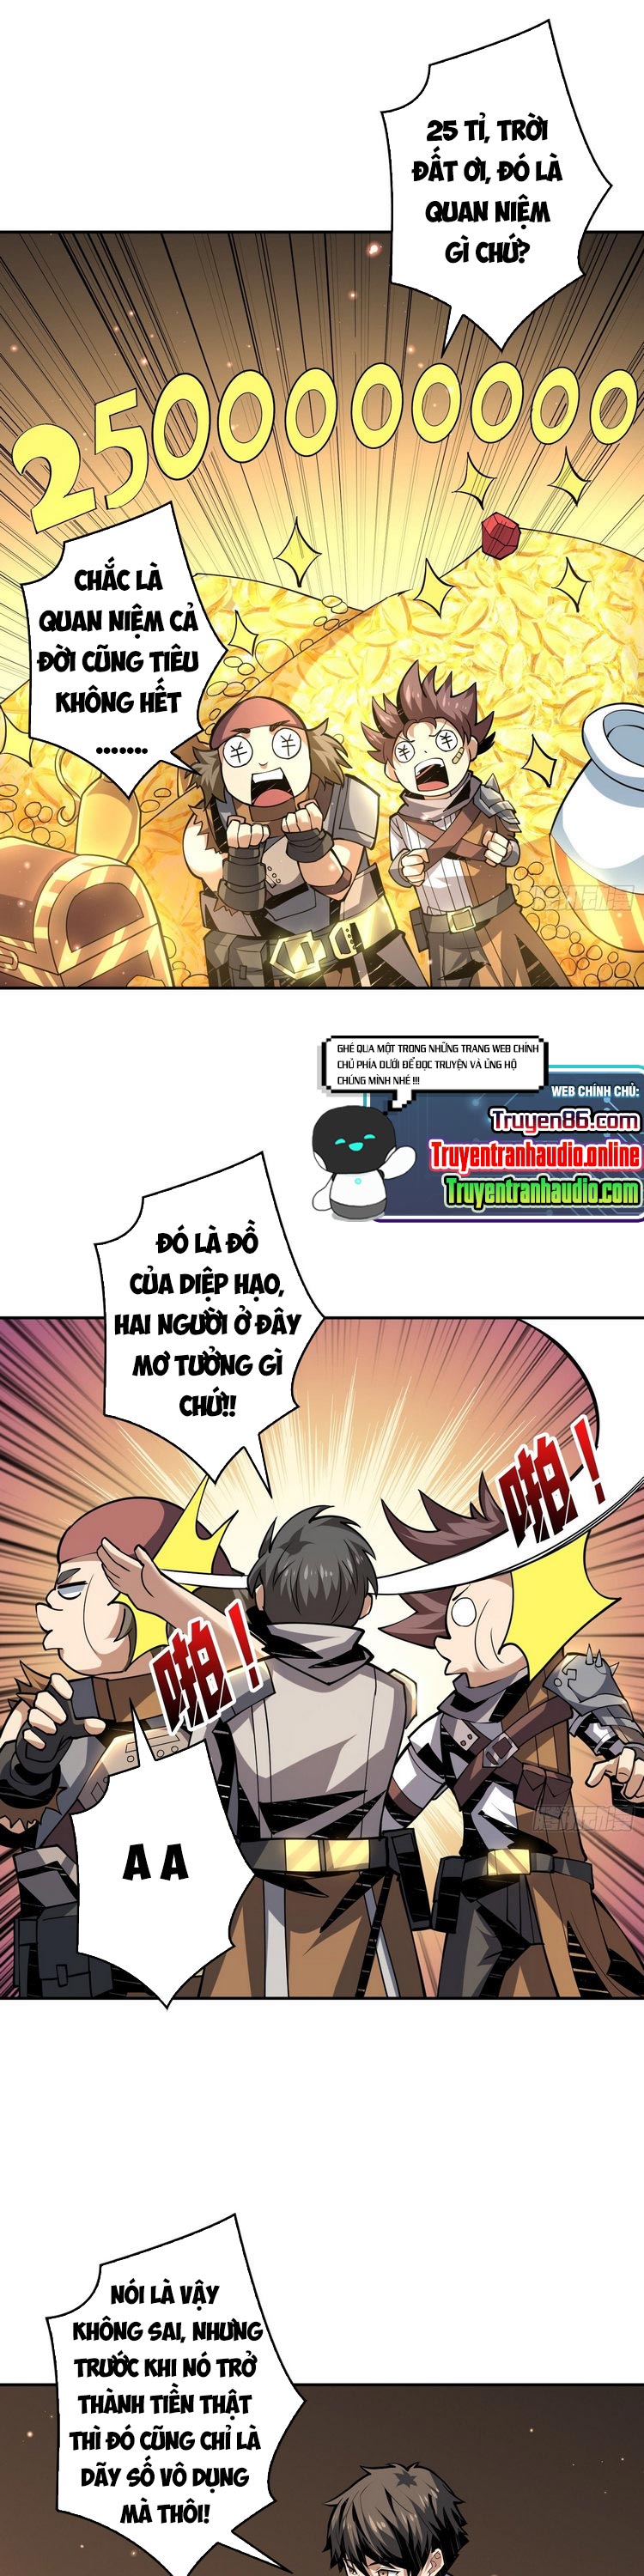 25 TỈ, TRỜI
ĐẤT ƠI, ĐÓ LÀ
QUAN NIỆM
GÌ CHỨ?
25000000000
CHẮC LÀ
QUAN NIỆM CẢ
ĐỜI CŨNG TIÊU
KHÔNG HẾT
.......
GHÉ QUA MỘT TRONG NHỮNG TRANG WEB CHÍNH
CHỦ PHÍA DƯỚI ĐỂ ĐỌC TRUYỆN VÀ ỦNG HỘ
CHÚNG MÌNH NHÉ !!!
WEB CHÍNH CHỦ:
Truyen86.com
Truyentranhaudio.online
Truyentranhaudio.com
ĐÓ LÀ ĐỒ
CỦA DIỆP HẠO,
HAI NGƯỜI Ở ĐÂY
MƠ TƯỞNG GÌ
CHỨ!!
啪！
啪！
A A
NÓI LÀ VẬY
KHÔNG SAI, NHƯNG
TRƯỚC KHI NÓ TRỞ
THÀNH TIỀN THẬT
THÌ ĐÓ CŨNG CHỈ LÀ
DÃY SỐ VÔ DỤNG
MÀ THÔI!